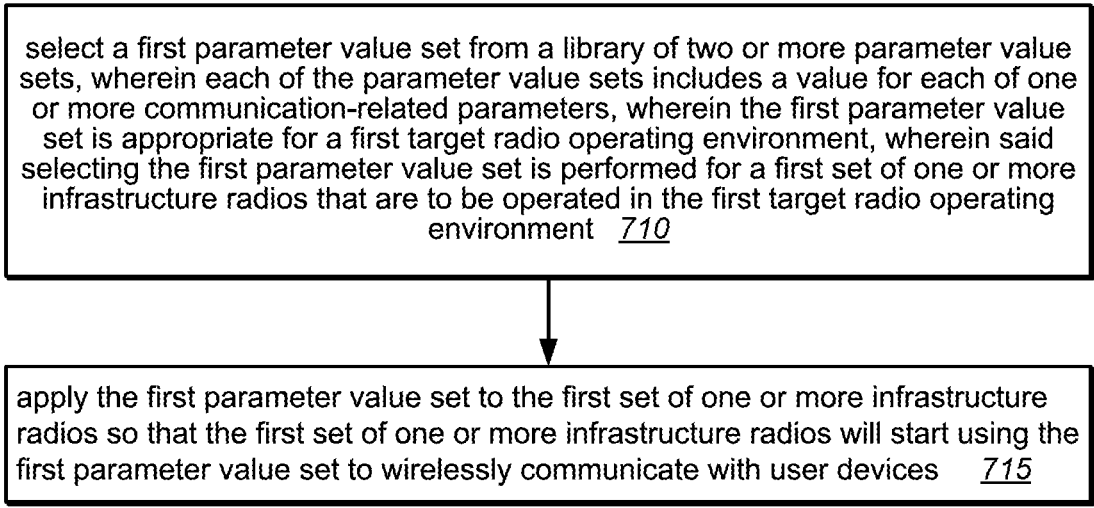 select a first parameter value set from a library of two or more parameter value
sets, wherein each of the parameter value sets includes a value for each of one
or more communication-related parameters, wherein the first parameter value
set is appropriate for a first target radio operating environment, wherein said
selecting the first parameter value set is performed for a first set of one or more
infrastructure radios that are to be operated in the first target radio operating
environment 710
apply the first parameter value set to the first set of one or more infrastructure
radios so that the first set of one or more infrastructure radios will start using the
first parameter value set to wirelessly communicate with user devices 715